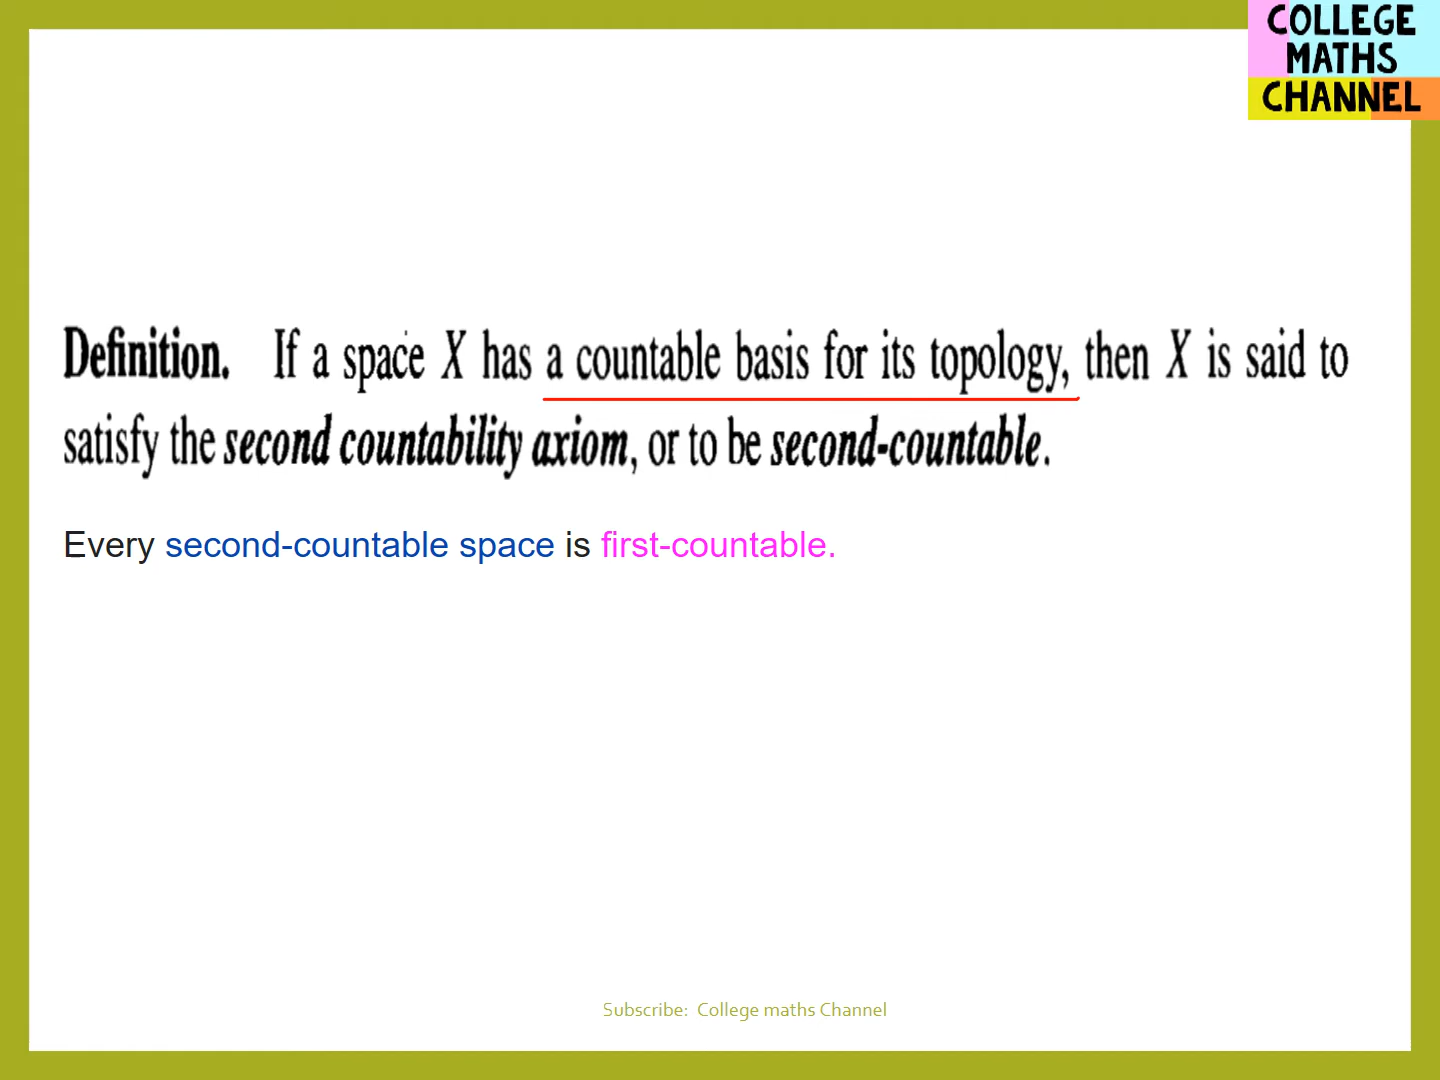 COLLEGE
MATHS
CHANNEL
Definition. If a space X has a countable basis for its topology, then X is said to
satisfy the second countability axiom, or to be second-countable.
Every second-countable space is first-countable.
Subscribe: College maths Channel